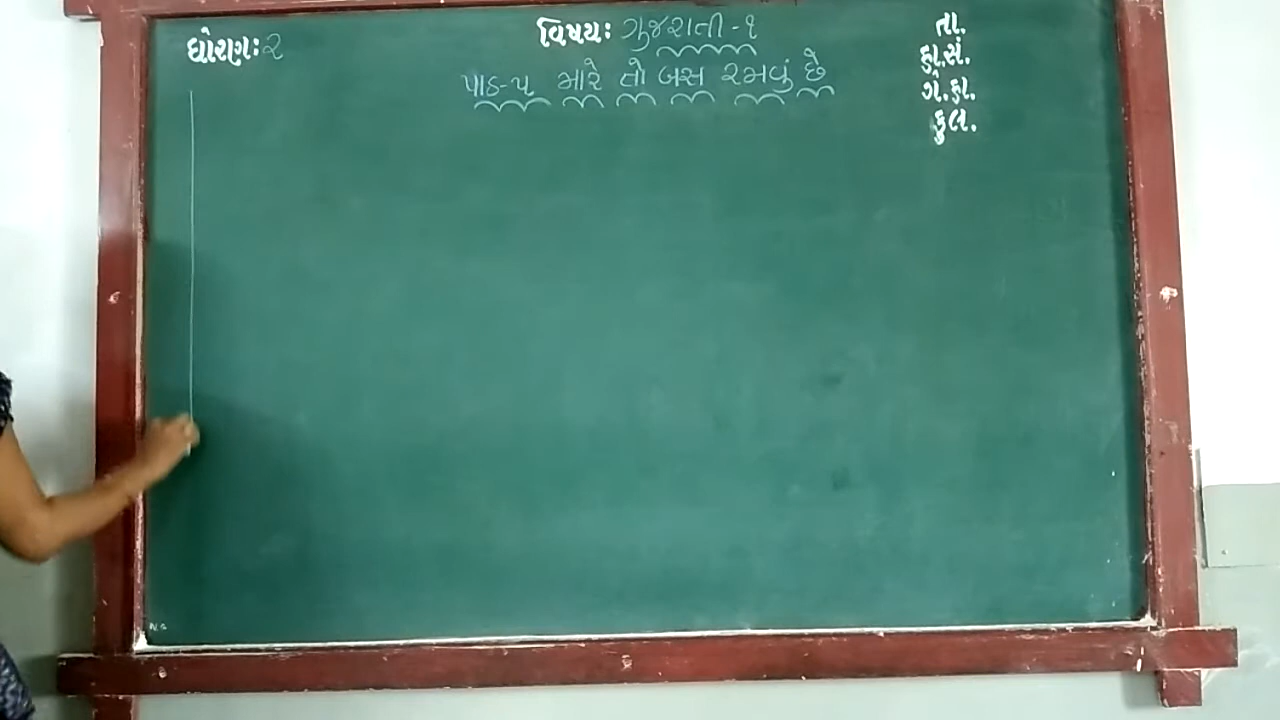 ધોરણઃ ૨
વિષયઃ ગુજરાતી - ૧
પાઠ - ૫ મારે તો બસ રમવું છે
તા.
હા.સં.
ગે.હા.
કુલ.